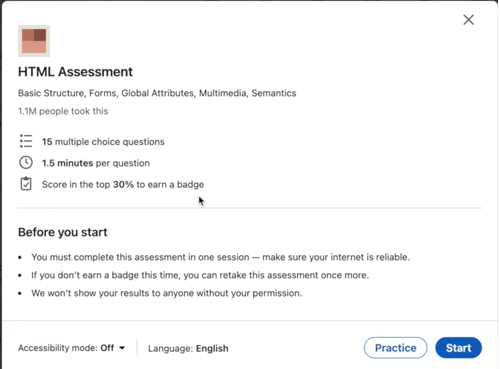 HTML Assessment
Basic Structure, Forms, Global Attributes, Multimedia, Semantics
1.1M people took this
15 multiple choice questions
1.5 minutes per question
Score in the top 30% to earn a badge
Before you start
• You must complete this assessment in one session — make sure your internet is reliable.
• If you don't earn a badge this time, you can retake this assessment once more.
• We won't show your results to anyone without your permission.
Accessibility mode: Off Language: English Practice Start